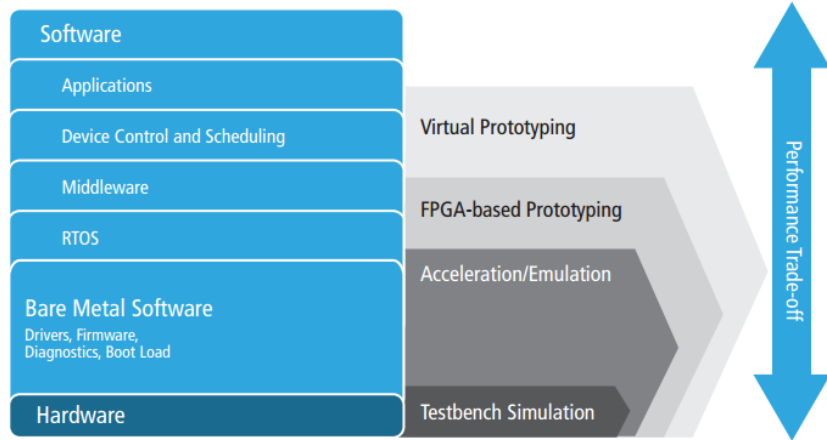 Software
Applications
Device Control and Scheduling
Middleware
RTOS
Bare Metal Software
Drivers, Firmware,
Diagnostics, Boot Load
Hardware
Virtual Prototyping
FPGA-based Prototyping
Acceleration/Emulation
Testbench Simulation
Performance Trade-off